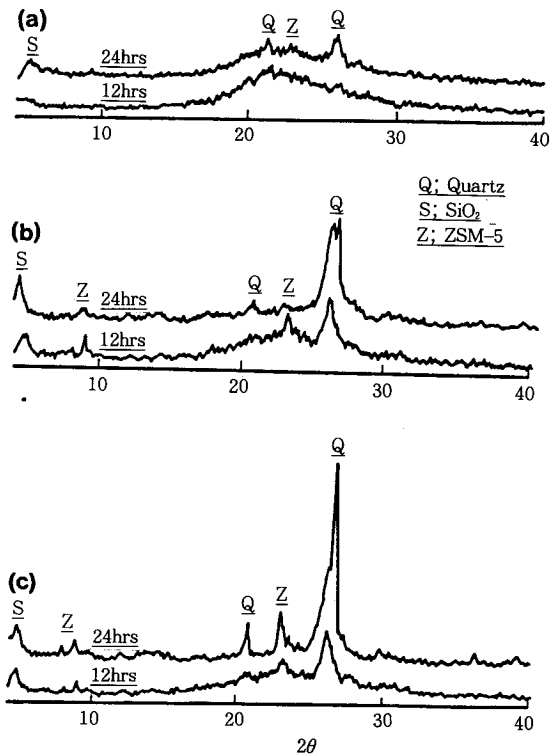 (a)
Q Z Q
S
24hrs
12hrs
10 20 30 40
Q; Quartz
S; SiO₂
Z; ZSM-5
(b)
Q
S
Z 24hrs Q Z
12hrs
10 20 30 40
(c)
Q
S Z Q Z
24hrs
12hrs
10 20 30 40
2θ